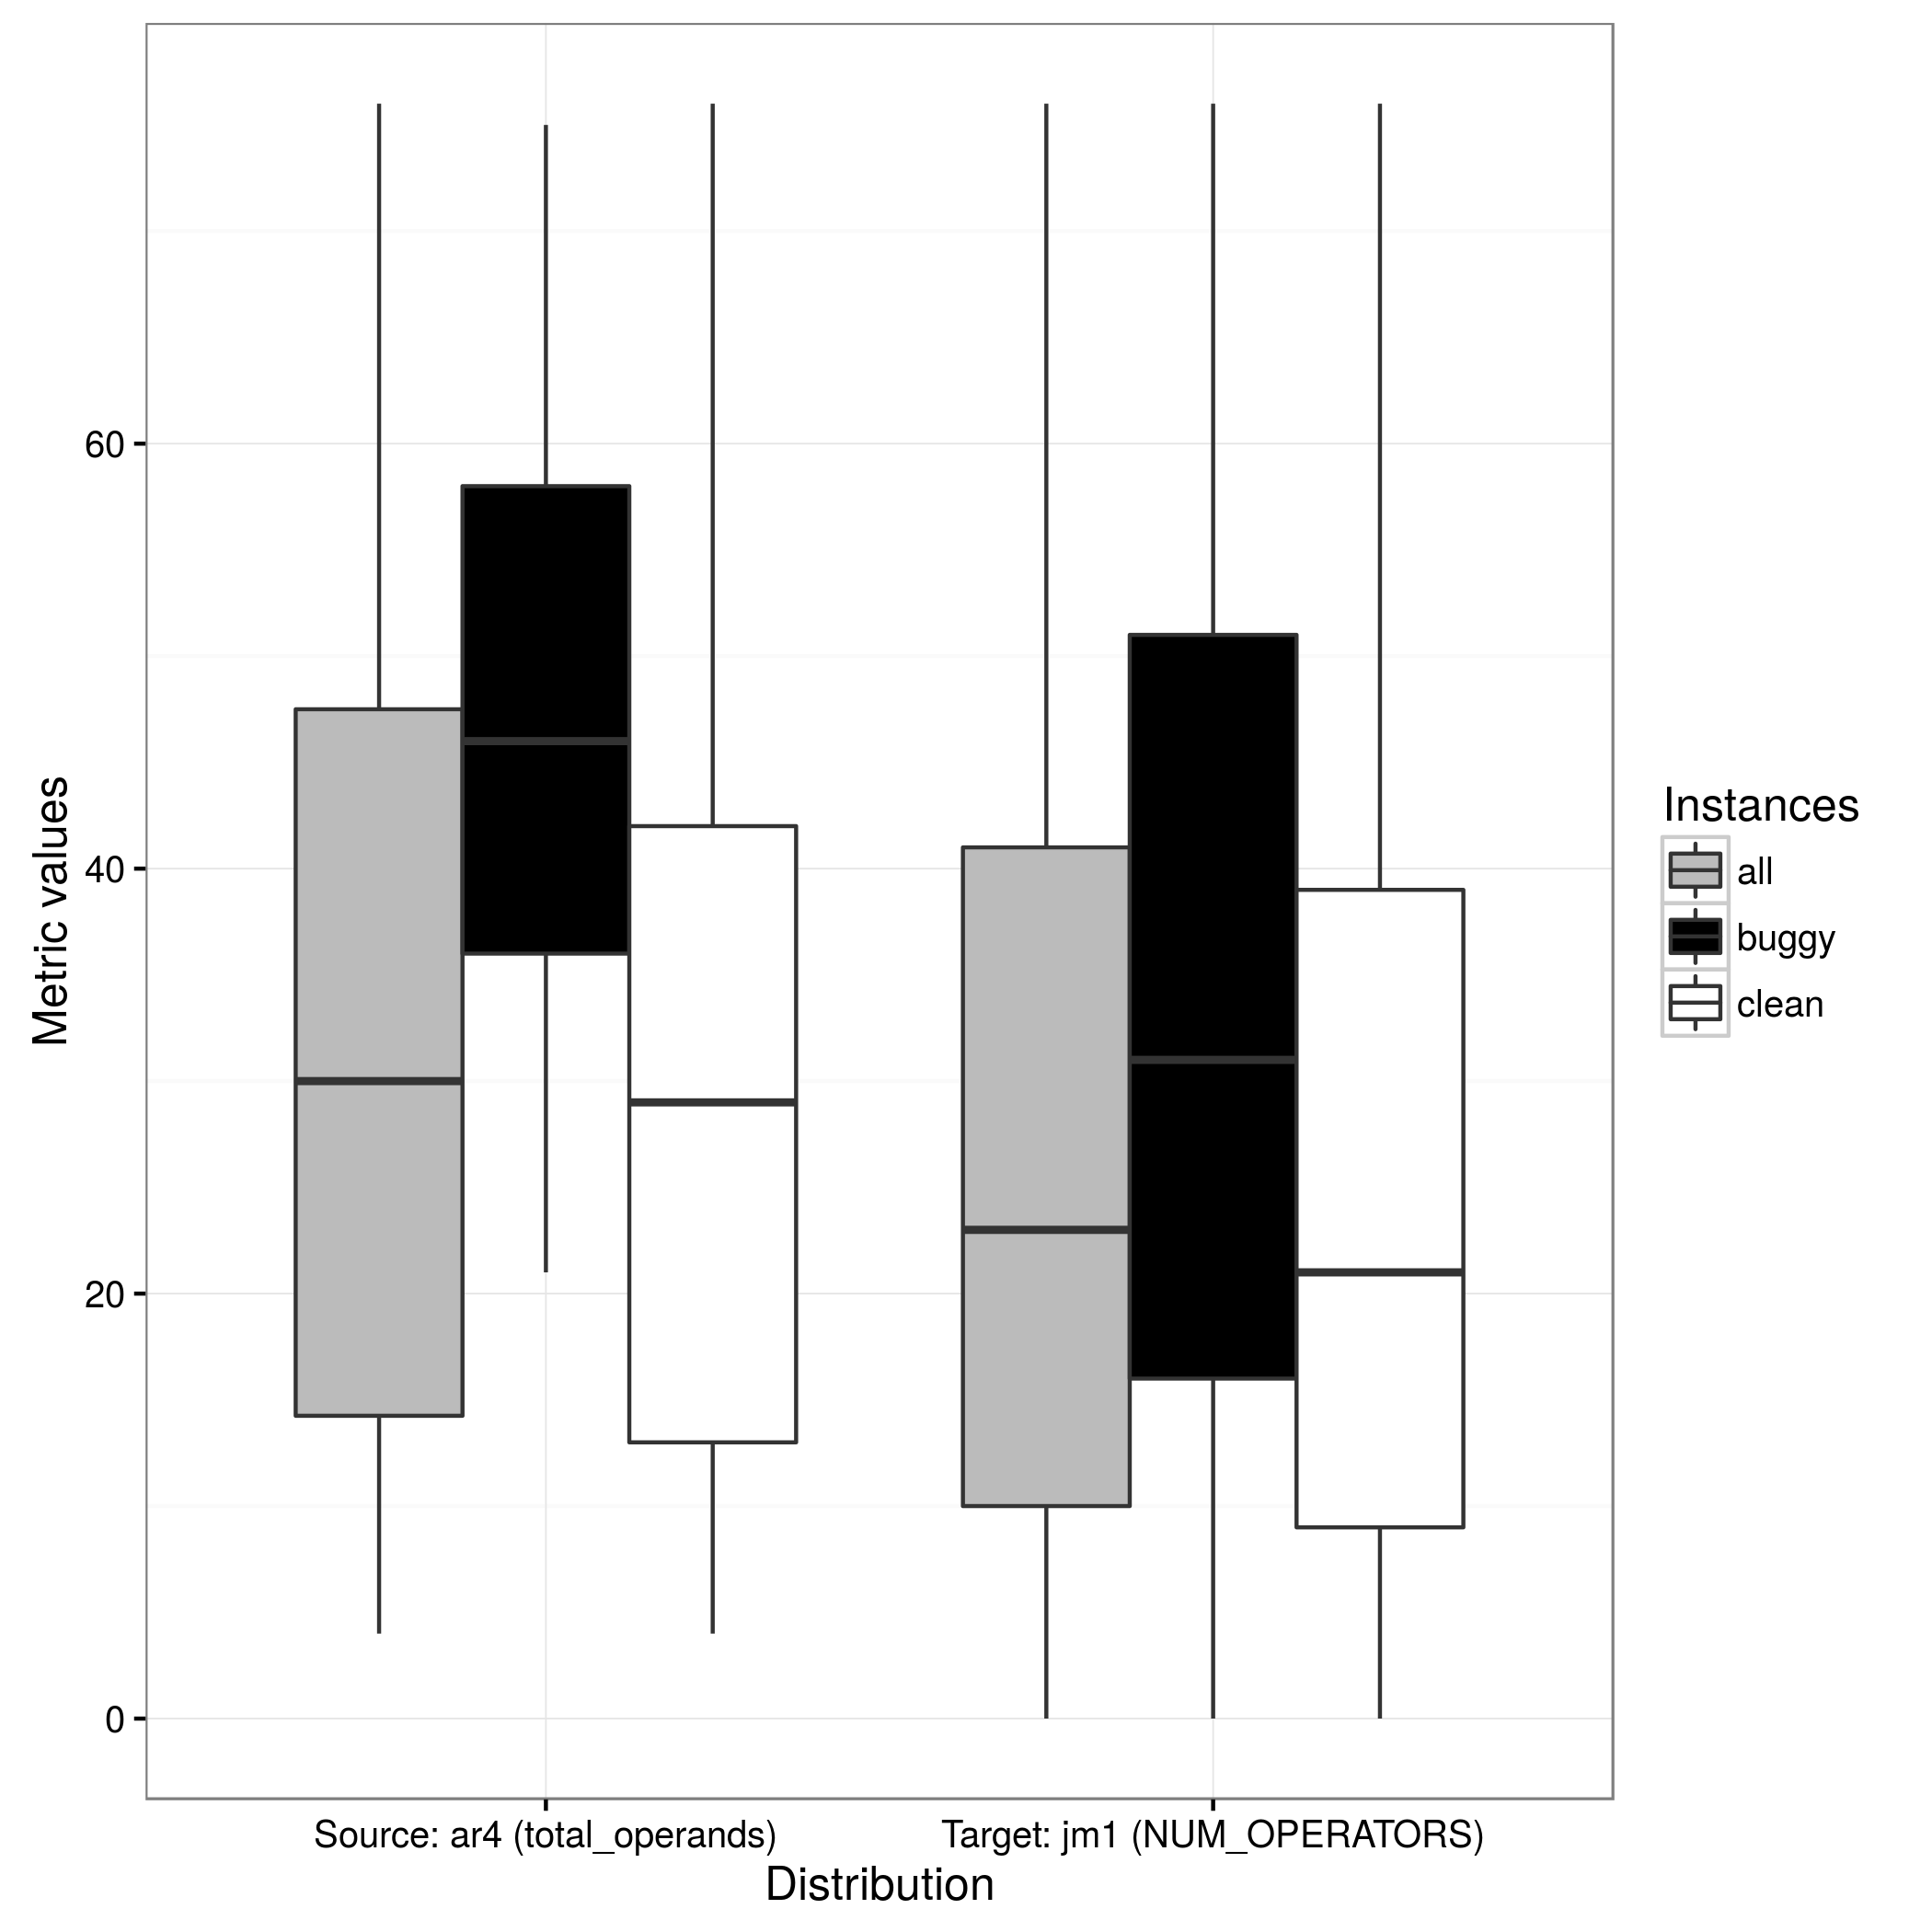 Metric values
60
40
20
0
Source: ar4 (total_operands)
Target: jm1 (NUM_OPERATORS)
Distribution
Instances
all
buggy
clean